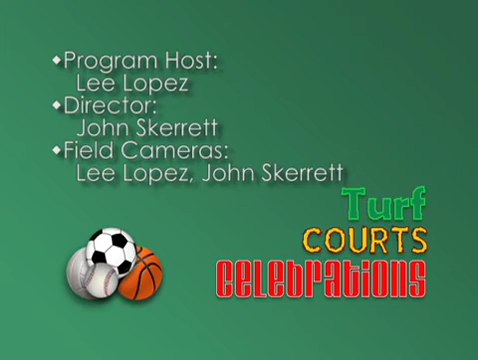 ◆Program Host:
Lee Lopez
◆Director:
John Skerrett
◆Field Cameras:
Lee Lopez, John Skerrett
Turf
COURTS
Celebrations